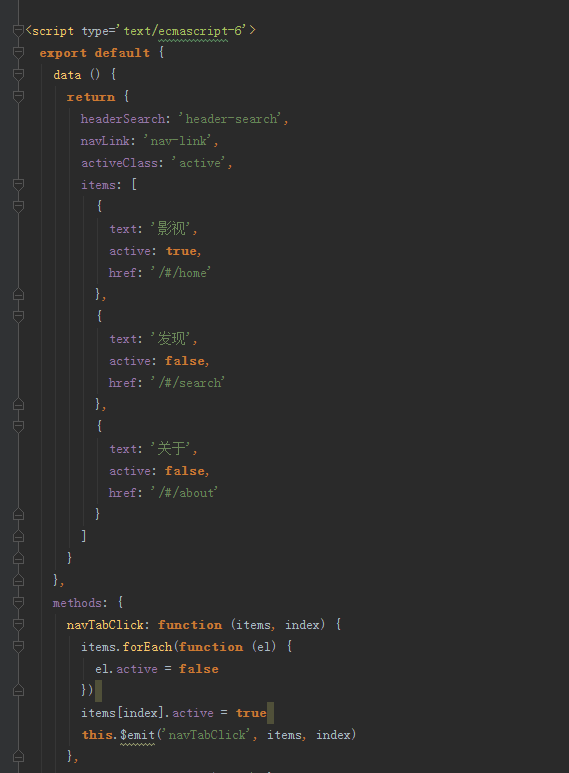 <script type='text/ecmascript-6'>
export default {
data () {
return {
headerSearch: 'header-search',
navLink: 'nav-link',
activeClass: 'active',
items: [
{
text: '影视',
active: true,
href: '/#/home'
},
{
text: '发现',
active: false,
href: '/#/search'
},
{
text: '关于',
active: false,
href: '/#/about'
}
]
}
},
methods: {
navTabClick: function (items, index) {
items.forEach(function (el) {
el.active = false
})
items[index].active = true
this.$emit('navTabClick', items, index)
},